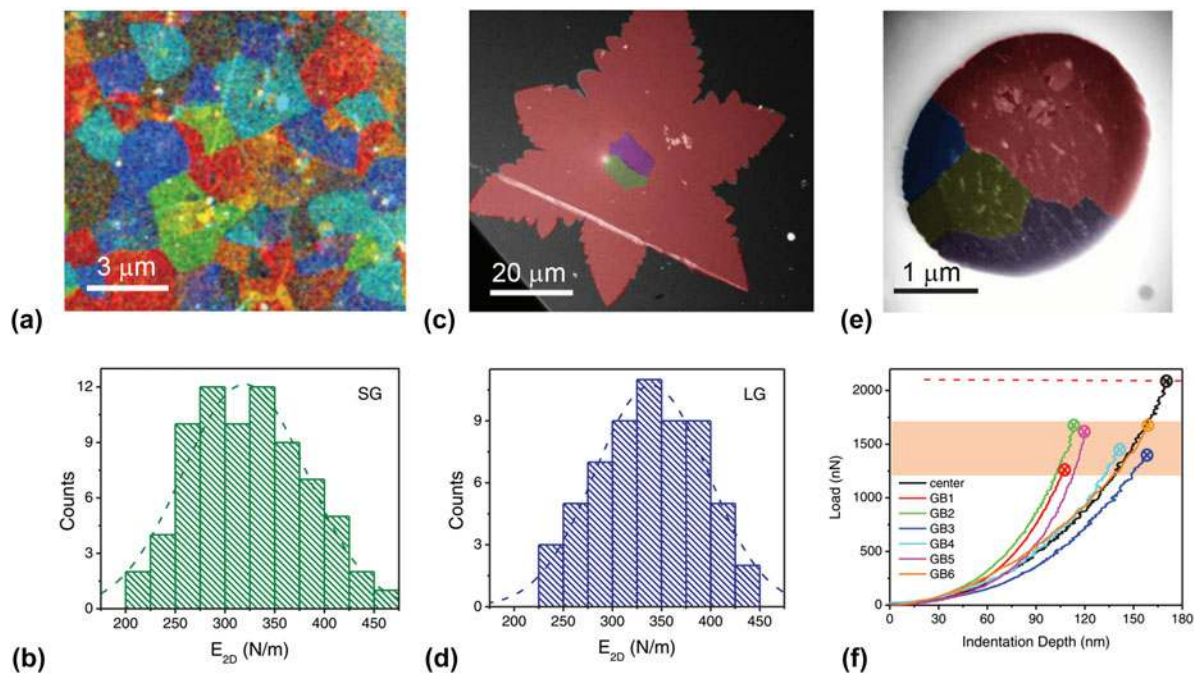 3 μm
20 μm
1 μm
(a)
(c)
(e)
12
9
6
3
0
Counts
SG
200 250 300 350 400 450
E2D (N/m)
(b)
9
6
3
0
Counts
LG
200 250 300 350 400 450
E2D (N/m)
(d)
2000
1500
1000
500
0
Load (nN)
center
GB1
GB2
GB3
GB4
GB5
GB6
0 30 60 90 120 150 180
Indentation Depth (nm)
(f)